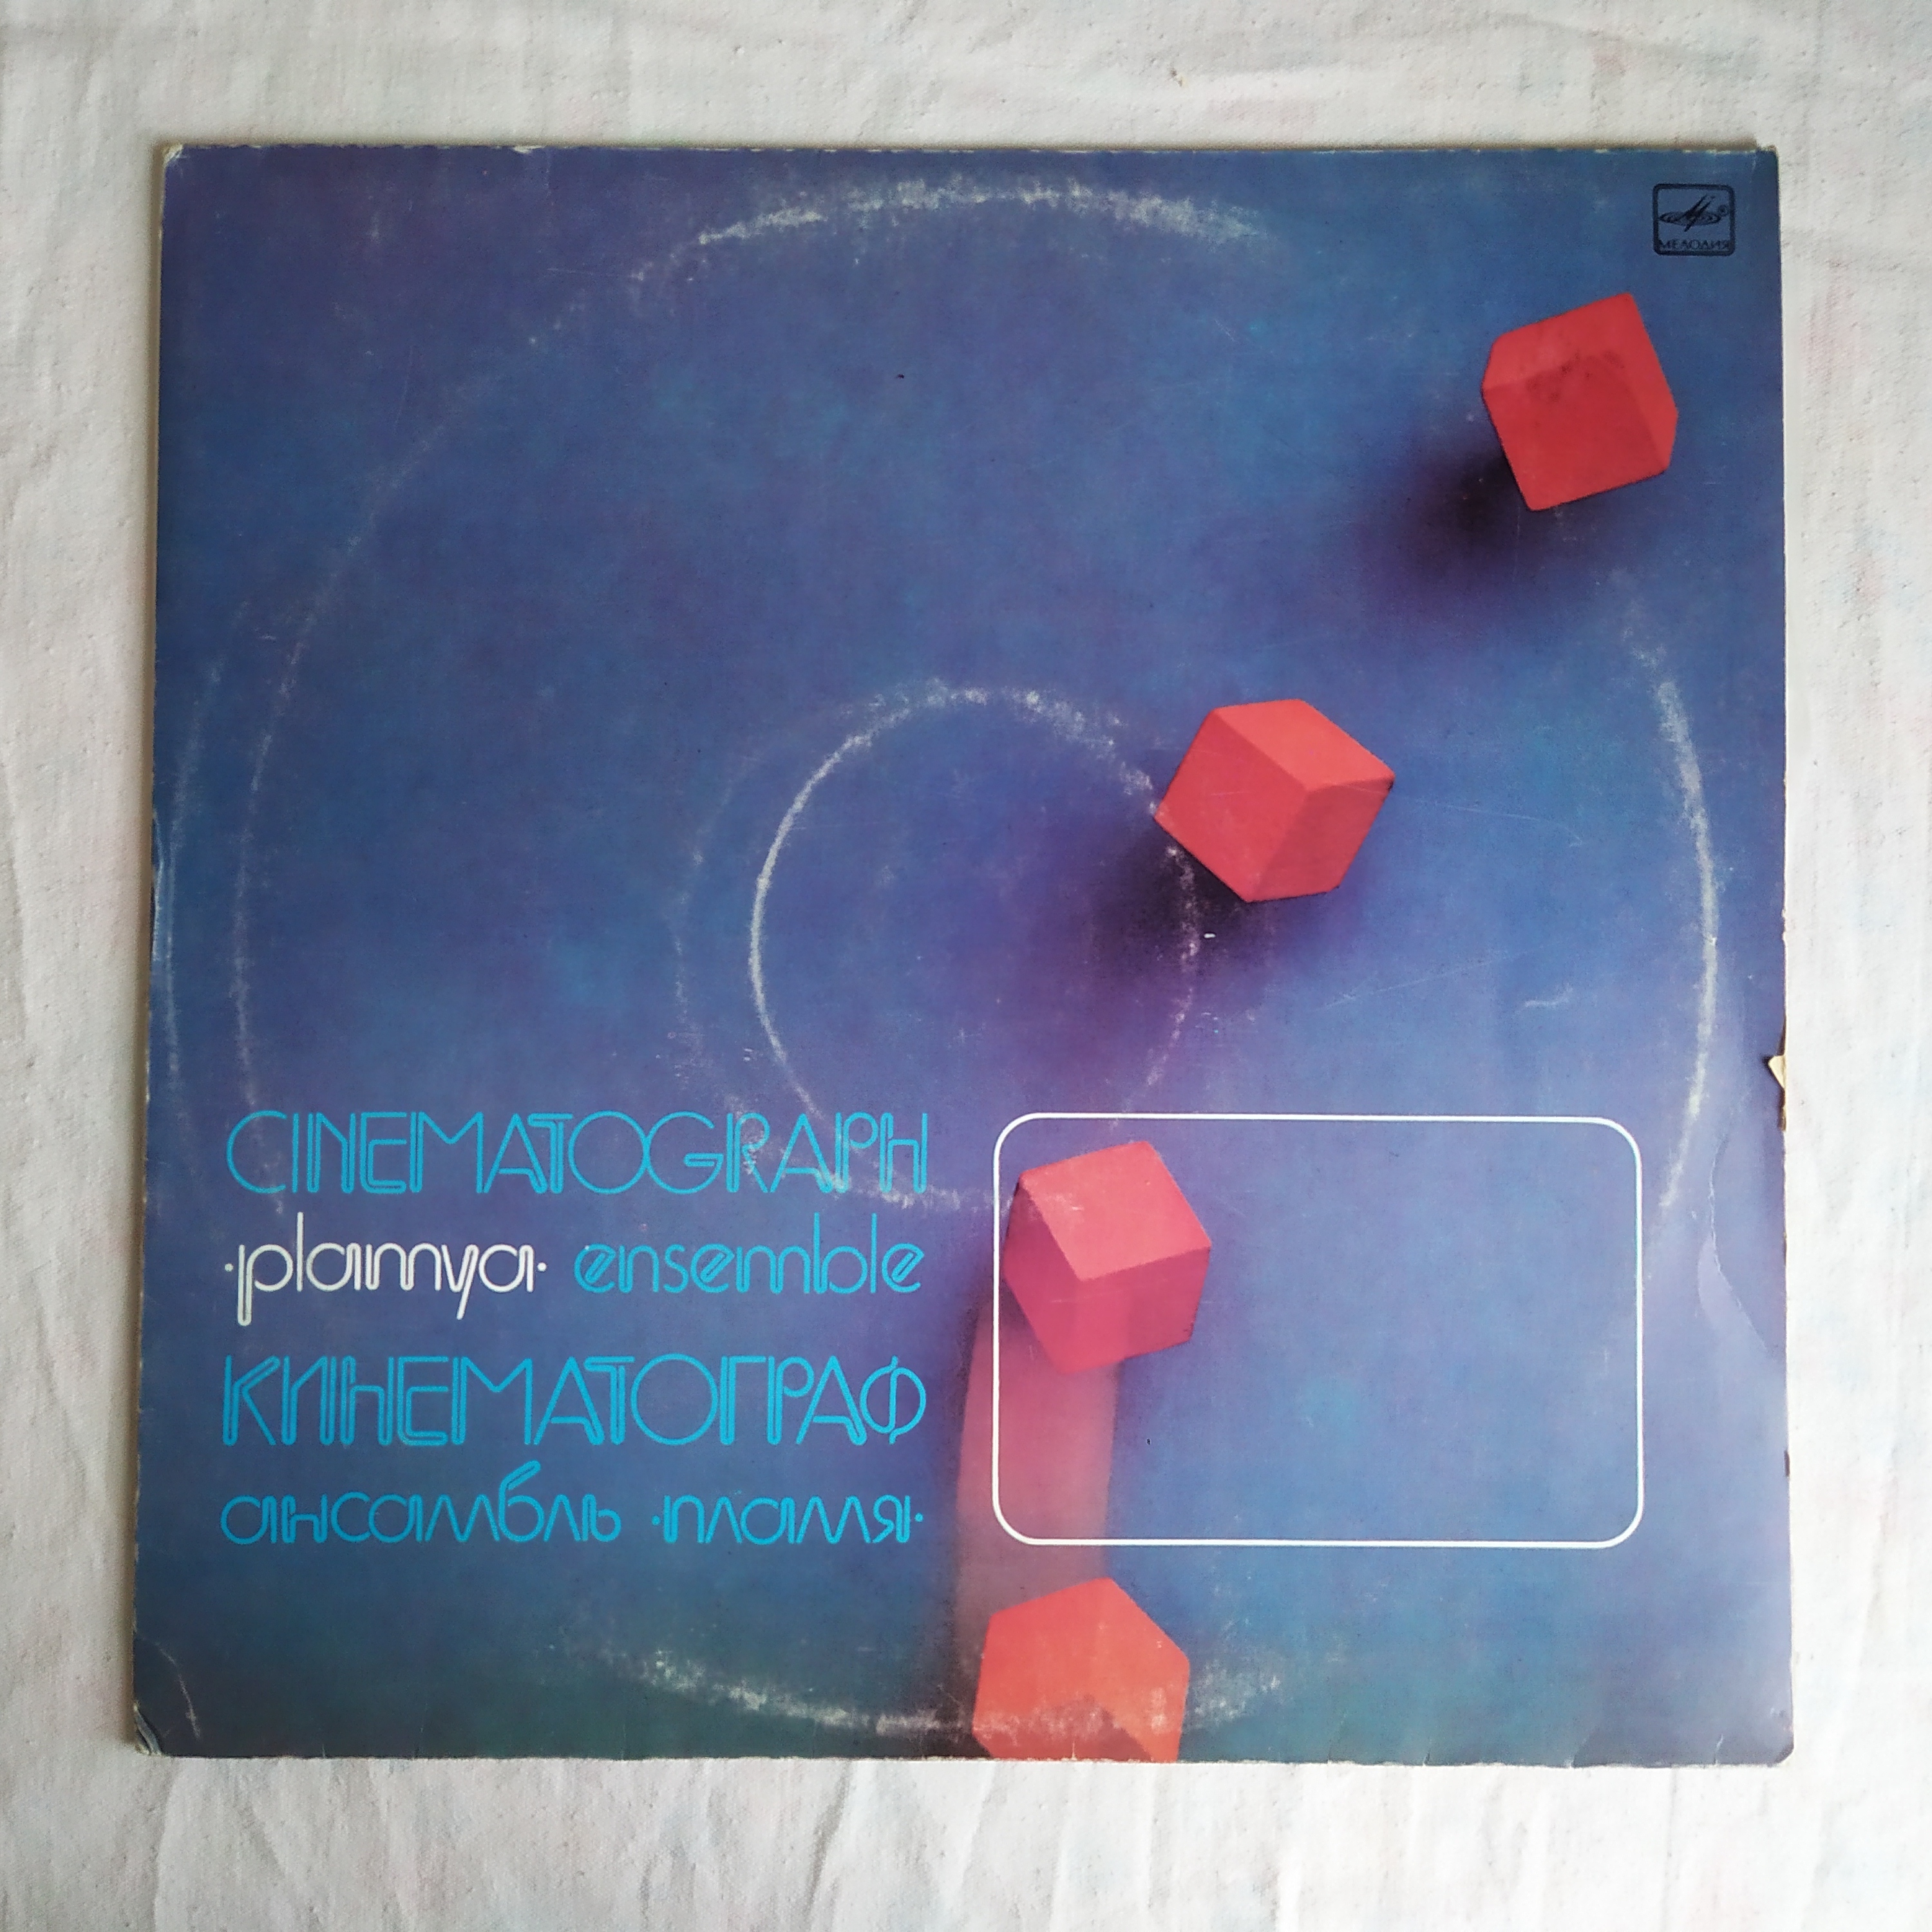 МЕЛОДИЯ
CINEMATOGRAPH
·plamya· ensemble
КИНЕМАТОГРАФ
ансамбль ·пламя·